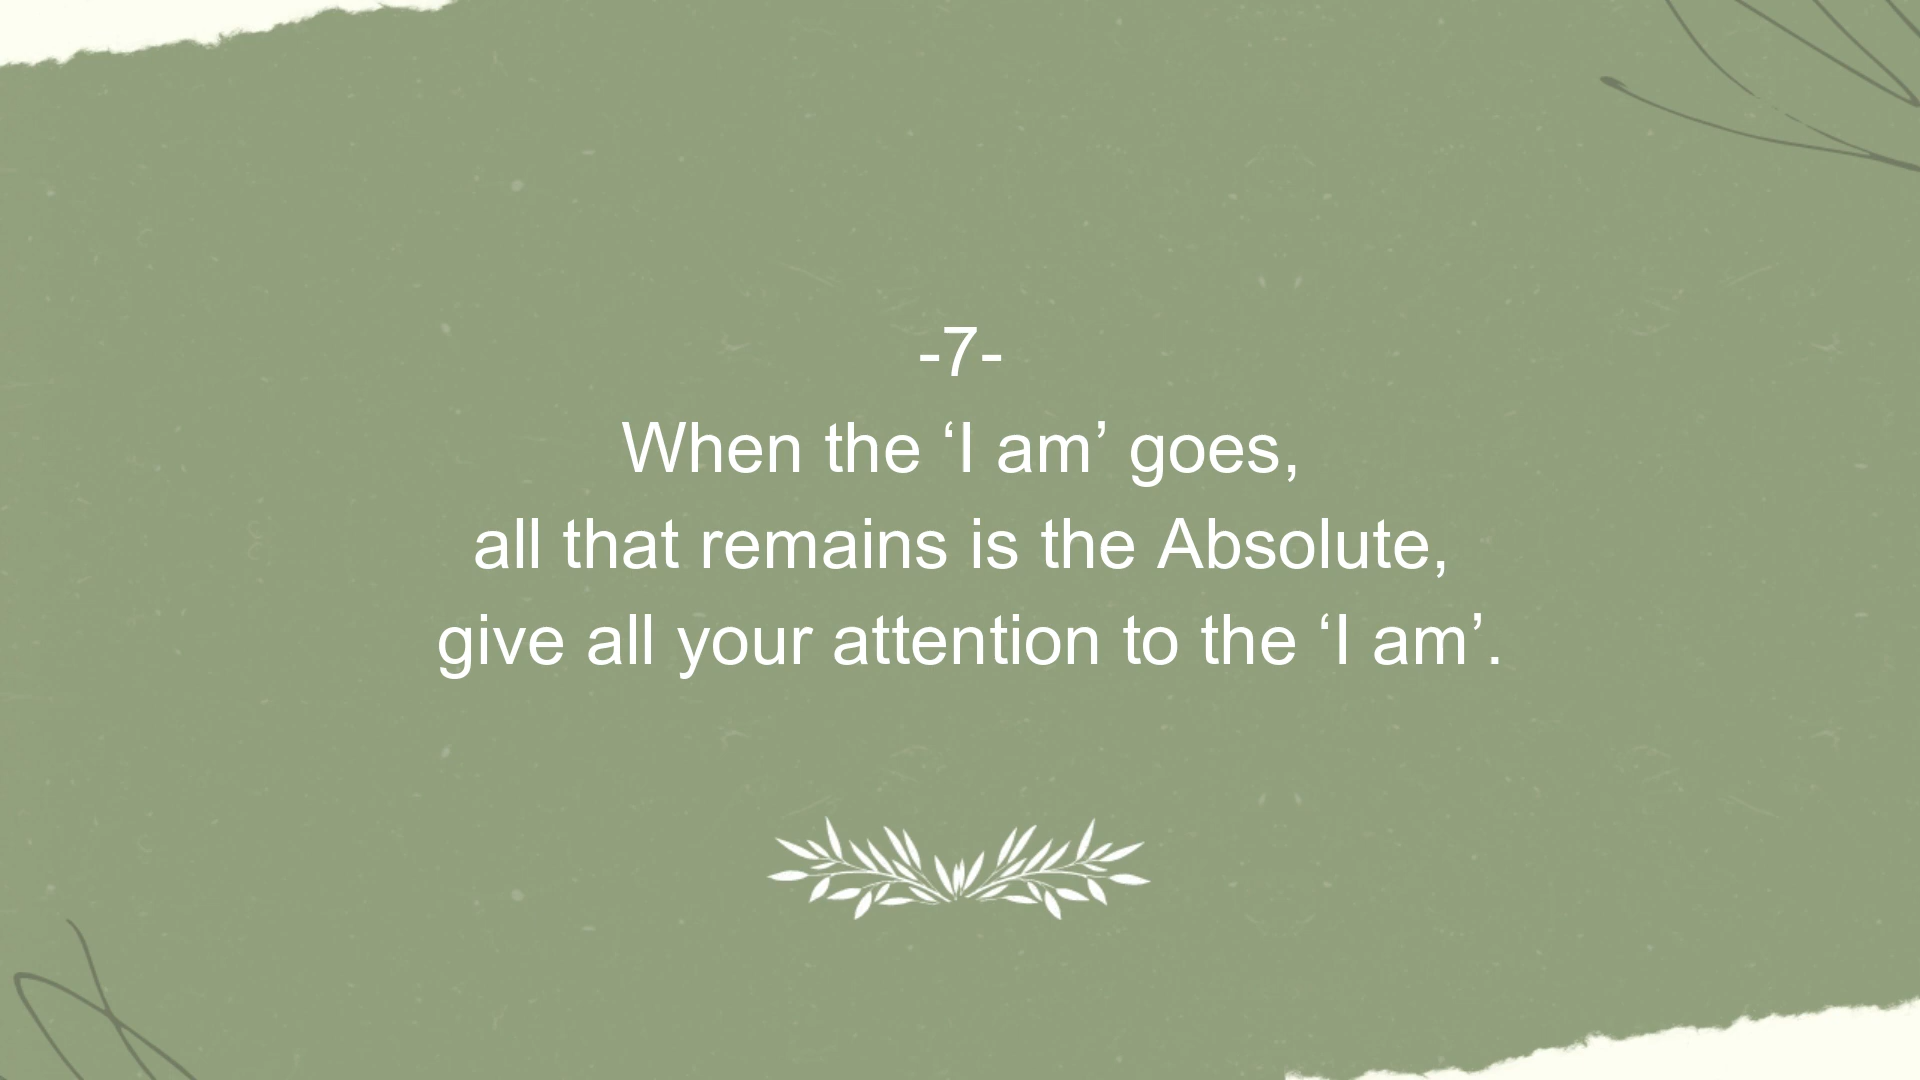 -7-
When the ‘I am’ goes,
all that remains is the Absolute,
give all your attention to the ‘I am’.